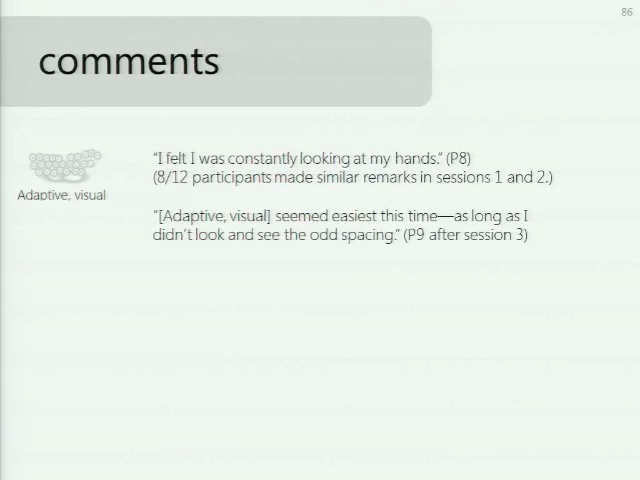 86
comments
"I felt I was constantly looking at my hands." (P8)
(8/12 participants made similar remarks in sessions 1 and 2.)
Adaptive, visual
"[Adaptive, visual] seemed easiest this time—as long as I
didn't look and see the odd spacing." (P9 after session 3)